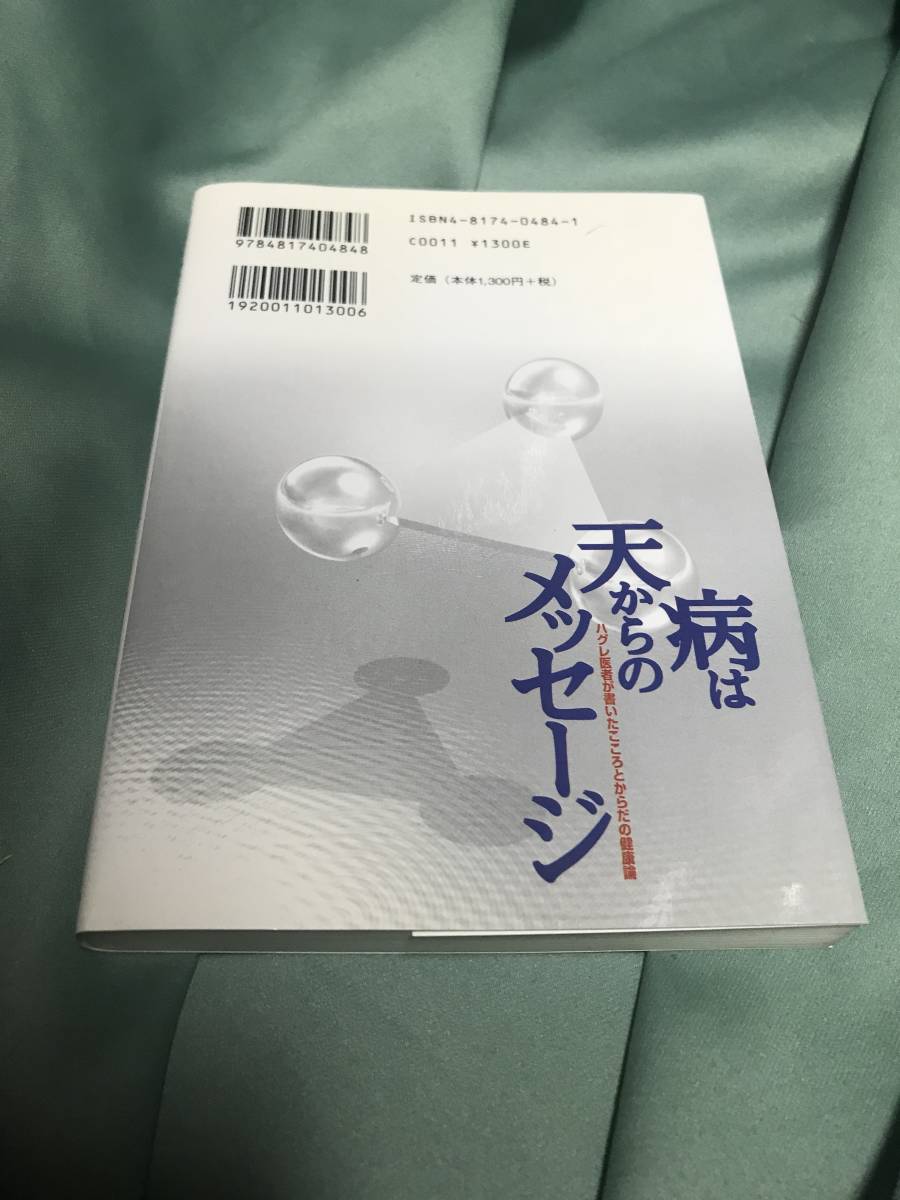 ISBN4-8174-0484-1
9784817404848
C0011 ¥1300E
定価（本体1,300円+税）
1920011013006
病は
天からの
メッセージ
ハグレ医者が書いたこころとからだの健康論